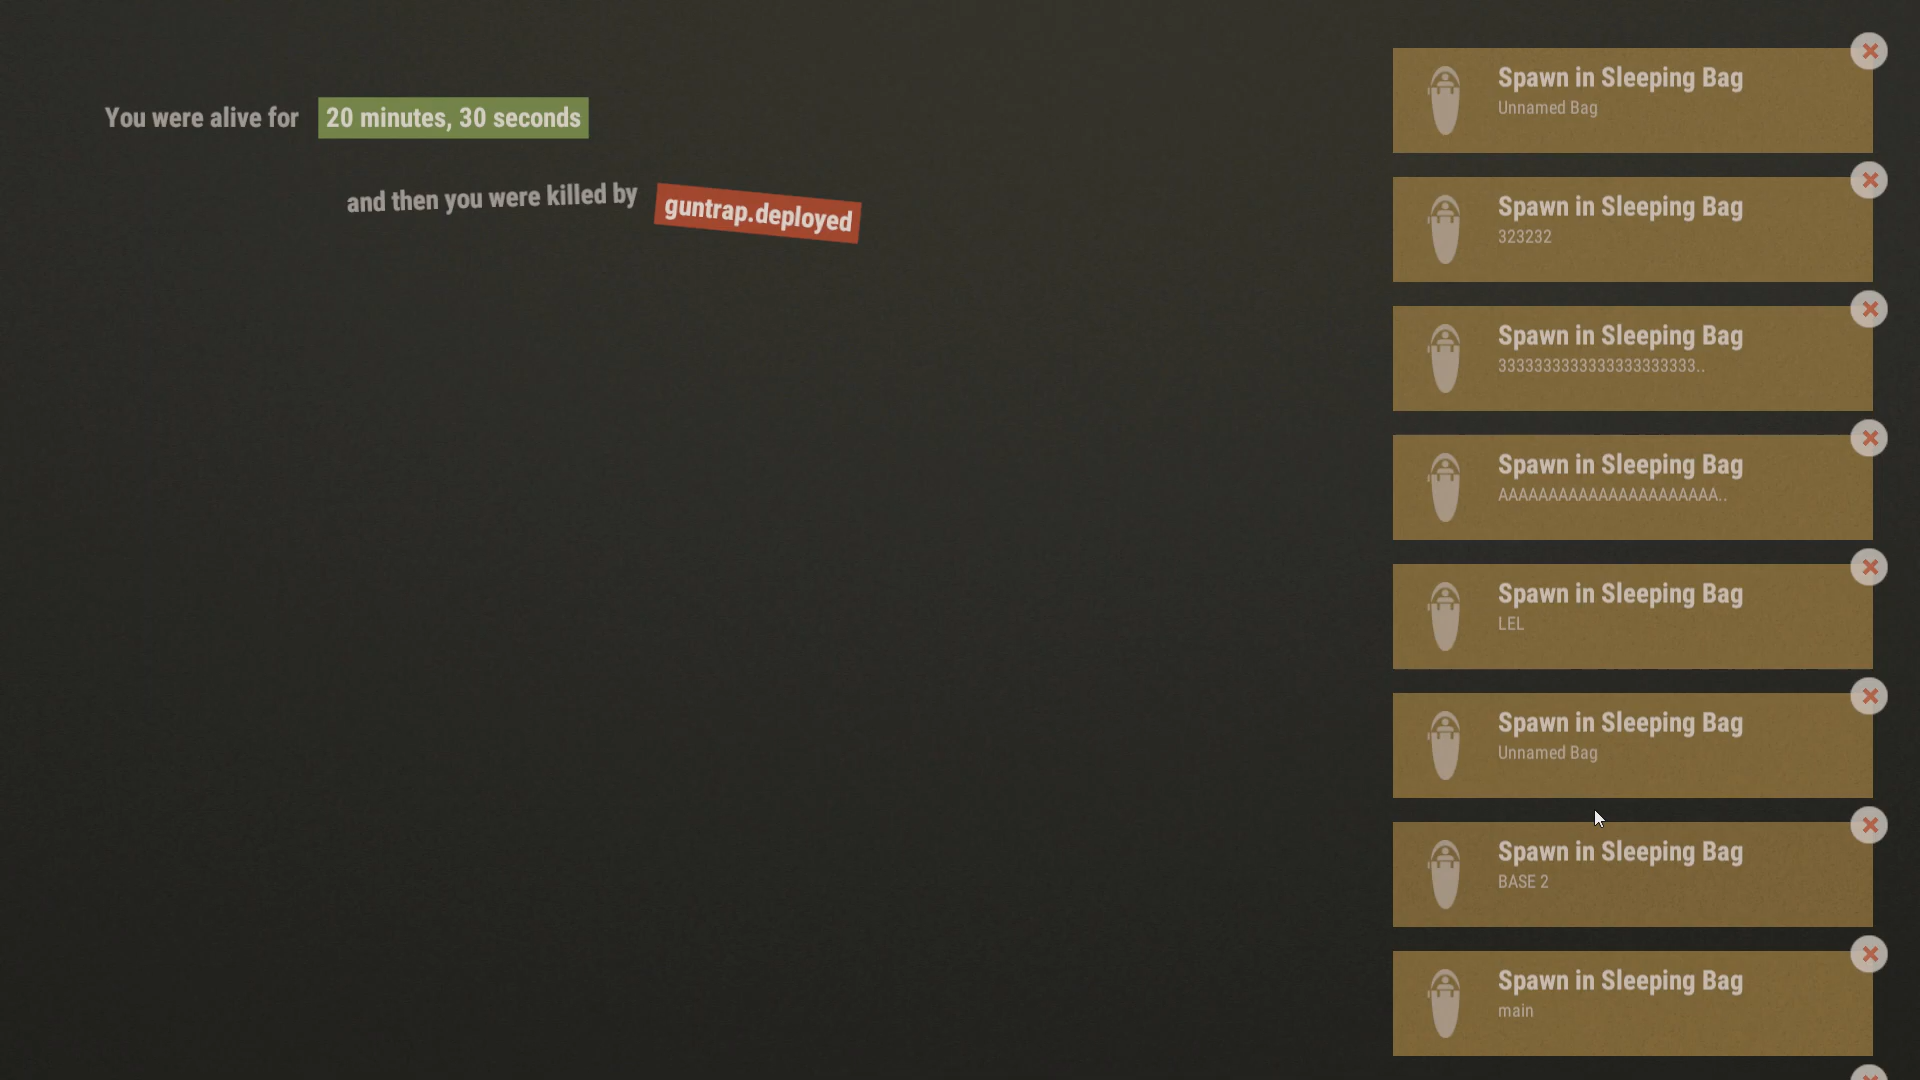 You were alive for 20 minutes, 30 seconds
and then you were killed by guntrap.deployed
Spawn in Sleeping Bag
Unnamed Bag
Spawn in Sleeping Bag
323232
Spawn in Sleeping Bag
3333333333333333333333..
Spawn in Sleeping Bag
AAAAAAAAAAAAAAAAAAAAAA..
Spawn in Sleeping Bag
LEL
Spawn in Sleeping Bag
Unnamed Bag
Spawn in Sleeping Bag
BASE 2
Spawn in Sleeping Bag
main